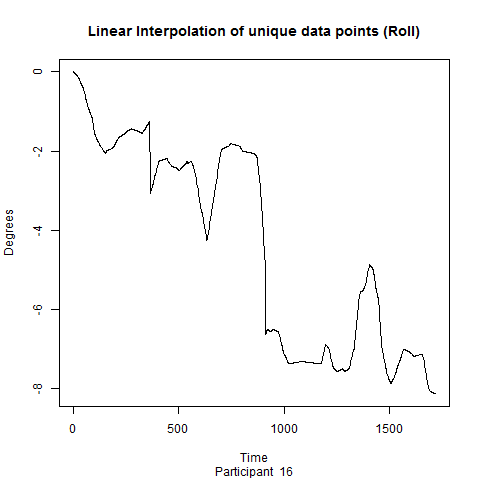 Linear Interpolation of unique data points (Roll)
0
-2
-4
-6
-8
Degrees
0 500 1000 1500
Time
Participant 16